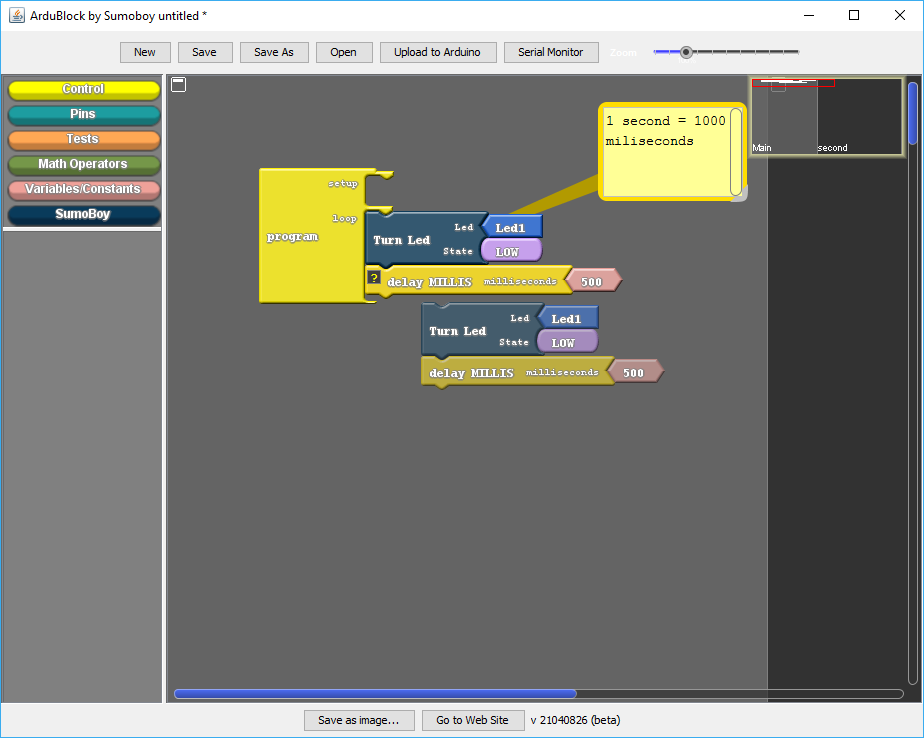 ArduBlock by Sumoboy untitled *
New Save Save As Open Upload to Arduino Serial Monitor Zoom
Control
Pins
Tests
Math Operators
Variables/Constants
SumoBoy
1 second = 1000
miliseconds
Main second
setup
loop
program
Turn Led Led Led1
State LOW
? delay MILLIS milliseconds 500
Turn Led Led Led1
State LOW
delay MILLIS milliseconds 500
Save as image... Go to Web Site v 21040826 (beta)